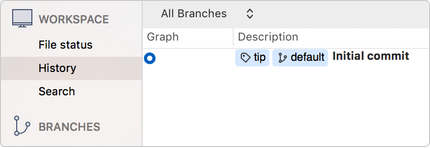 WORKSPACE
File status
History
Search
BRANCHES
All Branches
Graph Description
tip default Initial commit